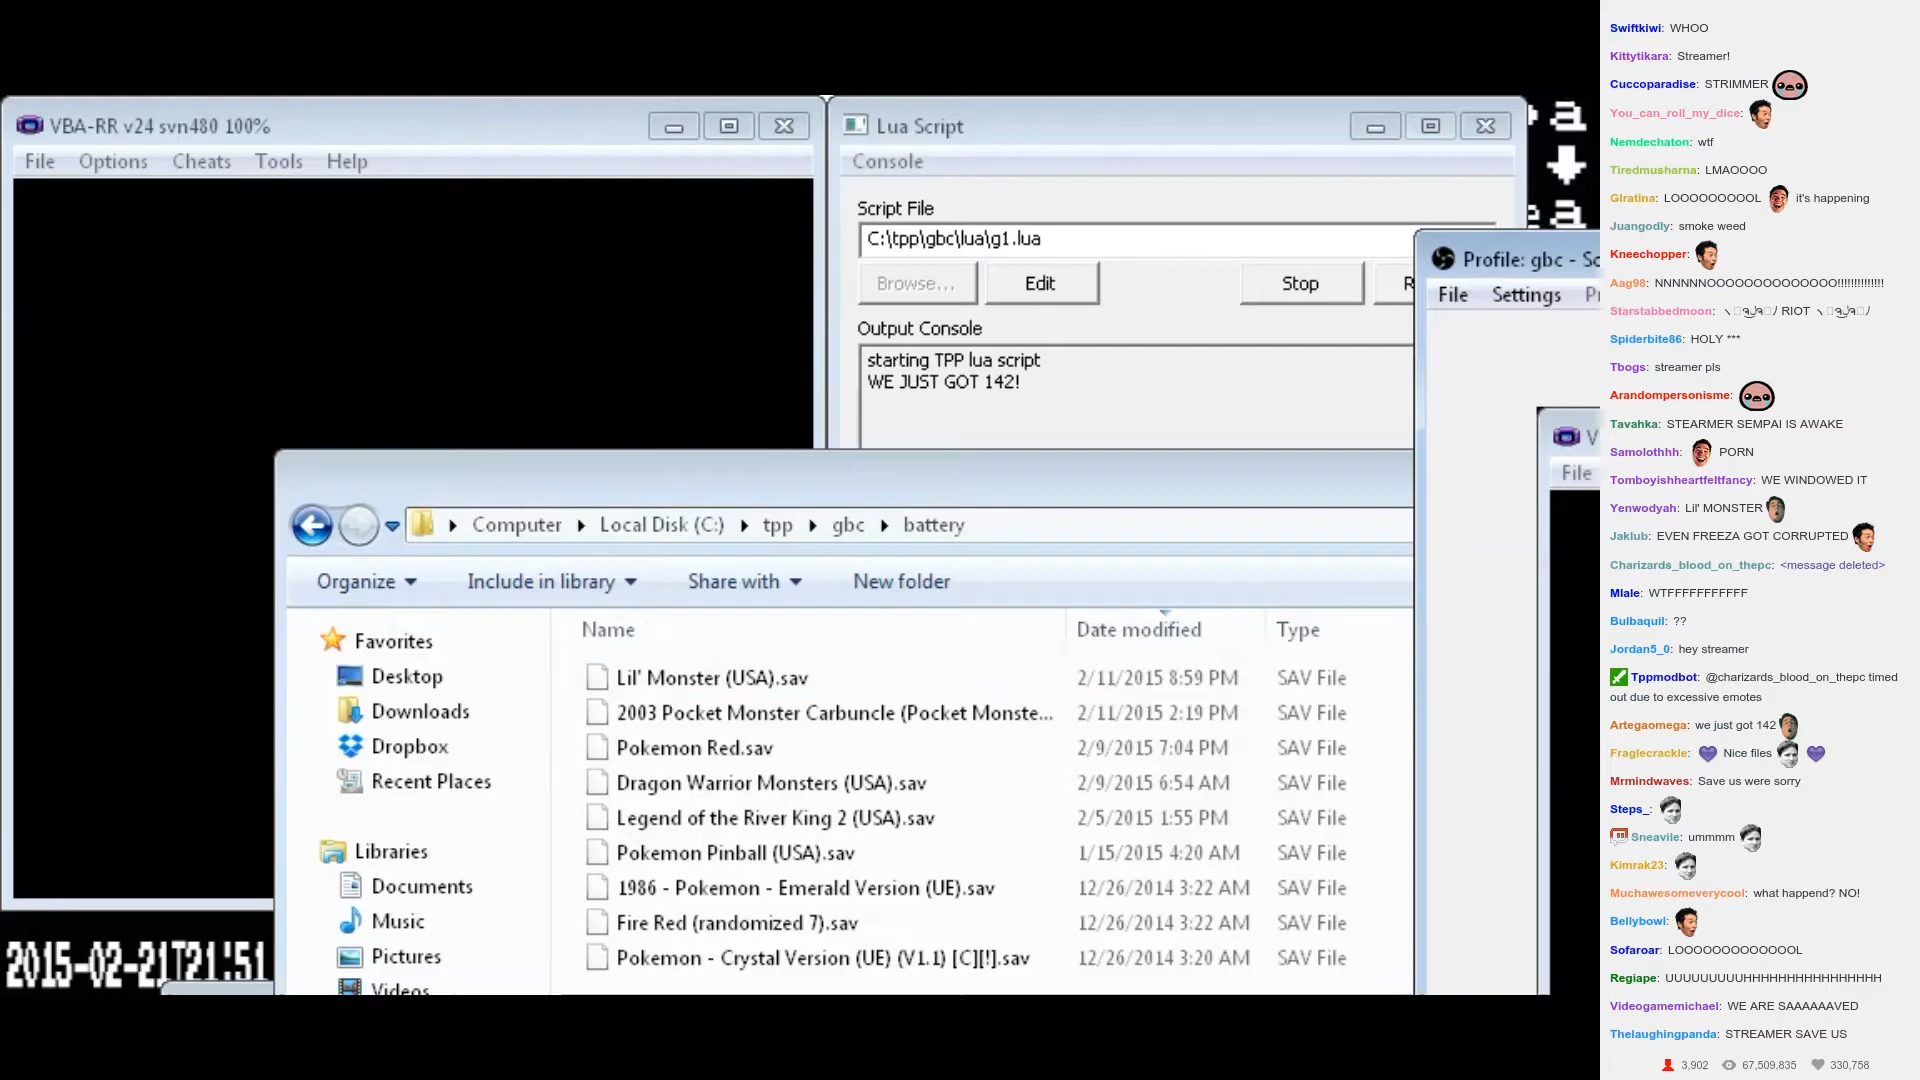 VBA-RR v24 svn480 100%
File Options Cheats Tools Help
Lua Script
Console
Script File
C:\tpp\gbc\lua\g1.lua
Browse... Edit Stop R
Output Console
starting TPP lua script
WE JUST GOT 142!
a
ea
Profile: gbc - Sc
File Settings Pr
V
File
Computer Local Disk (C:) tpp gbc battery
Organize Include in library Share with New folder
Favorites
Desktop
Downloads
Dropbox
Recent Places
Libraries
Documents
Music
Pictures
Videos
Name Date modified Type
Lil' Monster (USA).sav 2/11/2015 8:59 PM SAV File
2003 Pocket Monster Carbuncle (Pocket Monste... 2/11/2015 2:19 PM SAV File
Pokemon Red.sav 2/9/2015 7:04 PM SAV File
Dragon Warrior Monsters (USA).sav 2/9/2015 6:54 AM SAV File
Legend of the River King 2 (USA).sav 2/5/2015 1:55 PM SAV File
Pokemon Pinball (USA).sav 1/15/2015 4:20 AM SAV File
1986 - Pokemon - Emerald Version (UE).sav 12/26/2014 3:22 AM SAV File
Fire Red (randomized 7).sav 12/26/2014 3:22 AM SAV File
Pokemon - Crystal Version (UE) (V1.1) [C][!].sav 12/26/2014 3:20 AM SAV File
2015-02-21T21:51
Swiftkiwi: WHOO
Kittytikara: Streamer!
Cuccoparadise: STRIMMER
You_can_roll_my_dice:
Nemdechaton: wtf
Tiredmusharna: LMAOOOO
Glratina: LOOOOOOOOOL it's happening
Juangodly: smoke weed
Kneechopper:
Aag98: NNNNNNOOOOOOOOOOOOOO!!!!!!!!!!!!!!
Starstabbedmoon: RIOT
Spiderbite86: HOLY ***
Tbogs: streamer pls
Arandompersonisme:
Tavahka: STEARMER SEMPAI IS AWAKE
Samolothhh: PORN
Tomboyishheartfeltfancy: WE WINDOWED IT
Yenwodyah: Lil' MONSTER
Jaklub: EVEN FREEZA GOT CORRUPTED
Charizards_blood_on_thepc: <message deleted>
Mlale: WTFFFFFFFFFFF
Bulbaquil: ??
Jordan5_0: hey streamer
Tppmodbot: @charizards_blood_on_thepc timed
out due to excessive emotes
Artegaomega: we just got 142
Fraglecrackle: Nice files
Mrmindwaves: Save us were sorry
Steps_:
Sneavile: ummmm
Kimrak23:
Muchawesomeverycool: what happend? NO!
Bellybowl:
Sofaroar: LOOOOOOOOOOOOL
Regiape: UUUUUUUUUHHHHHHHHHHHHHHHH
Videogamemichael: WE ARE SAAAAAAVED
Thelaughingpanda: STREAMER SAVE US
3,902 67,509,835 330,758